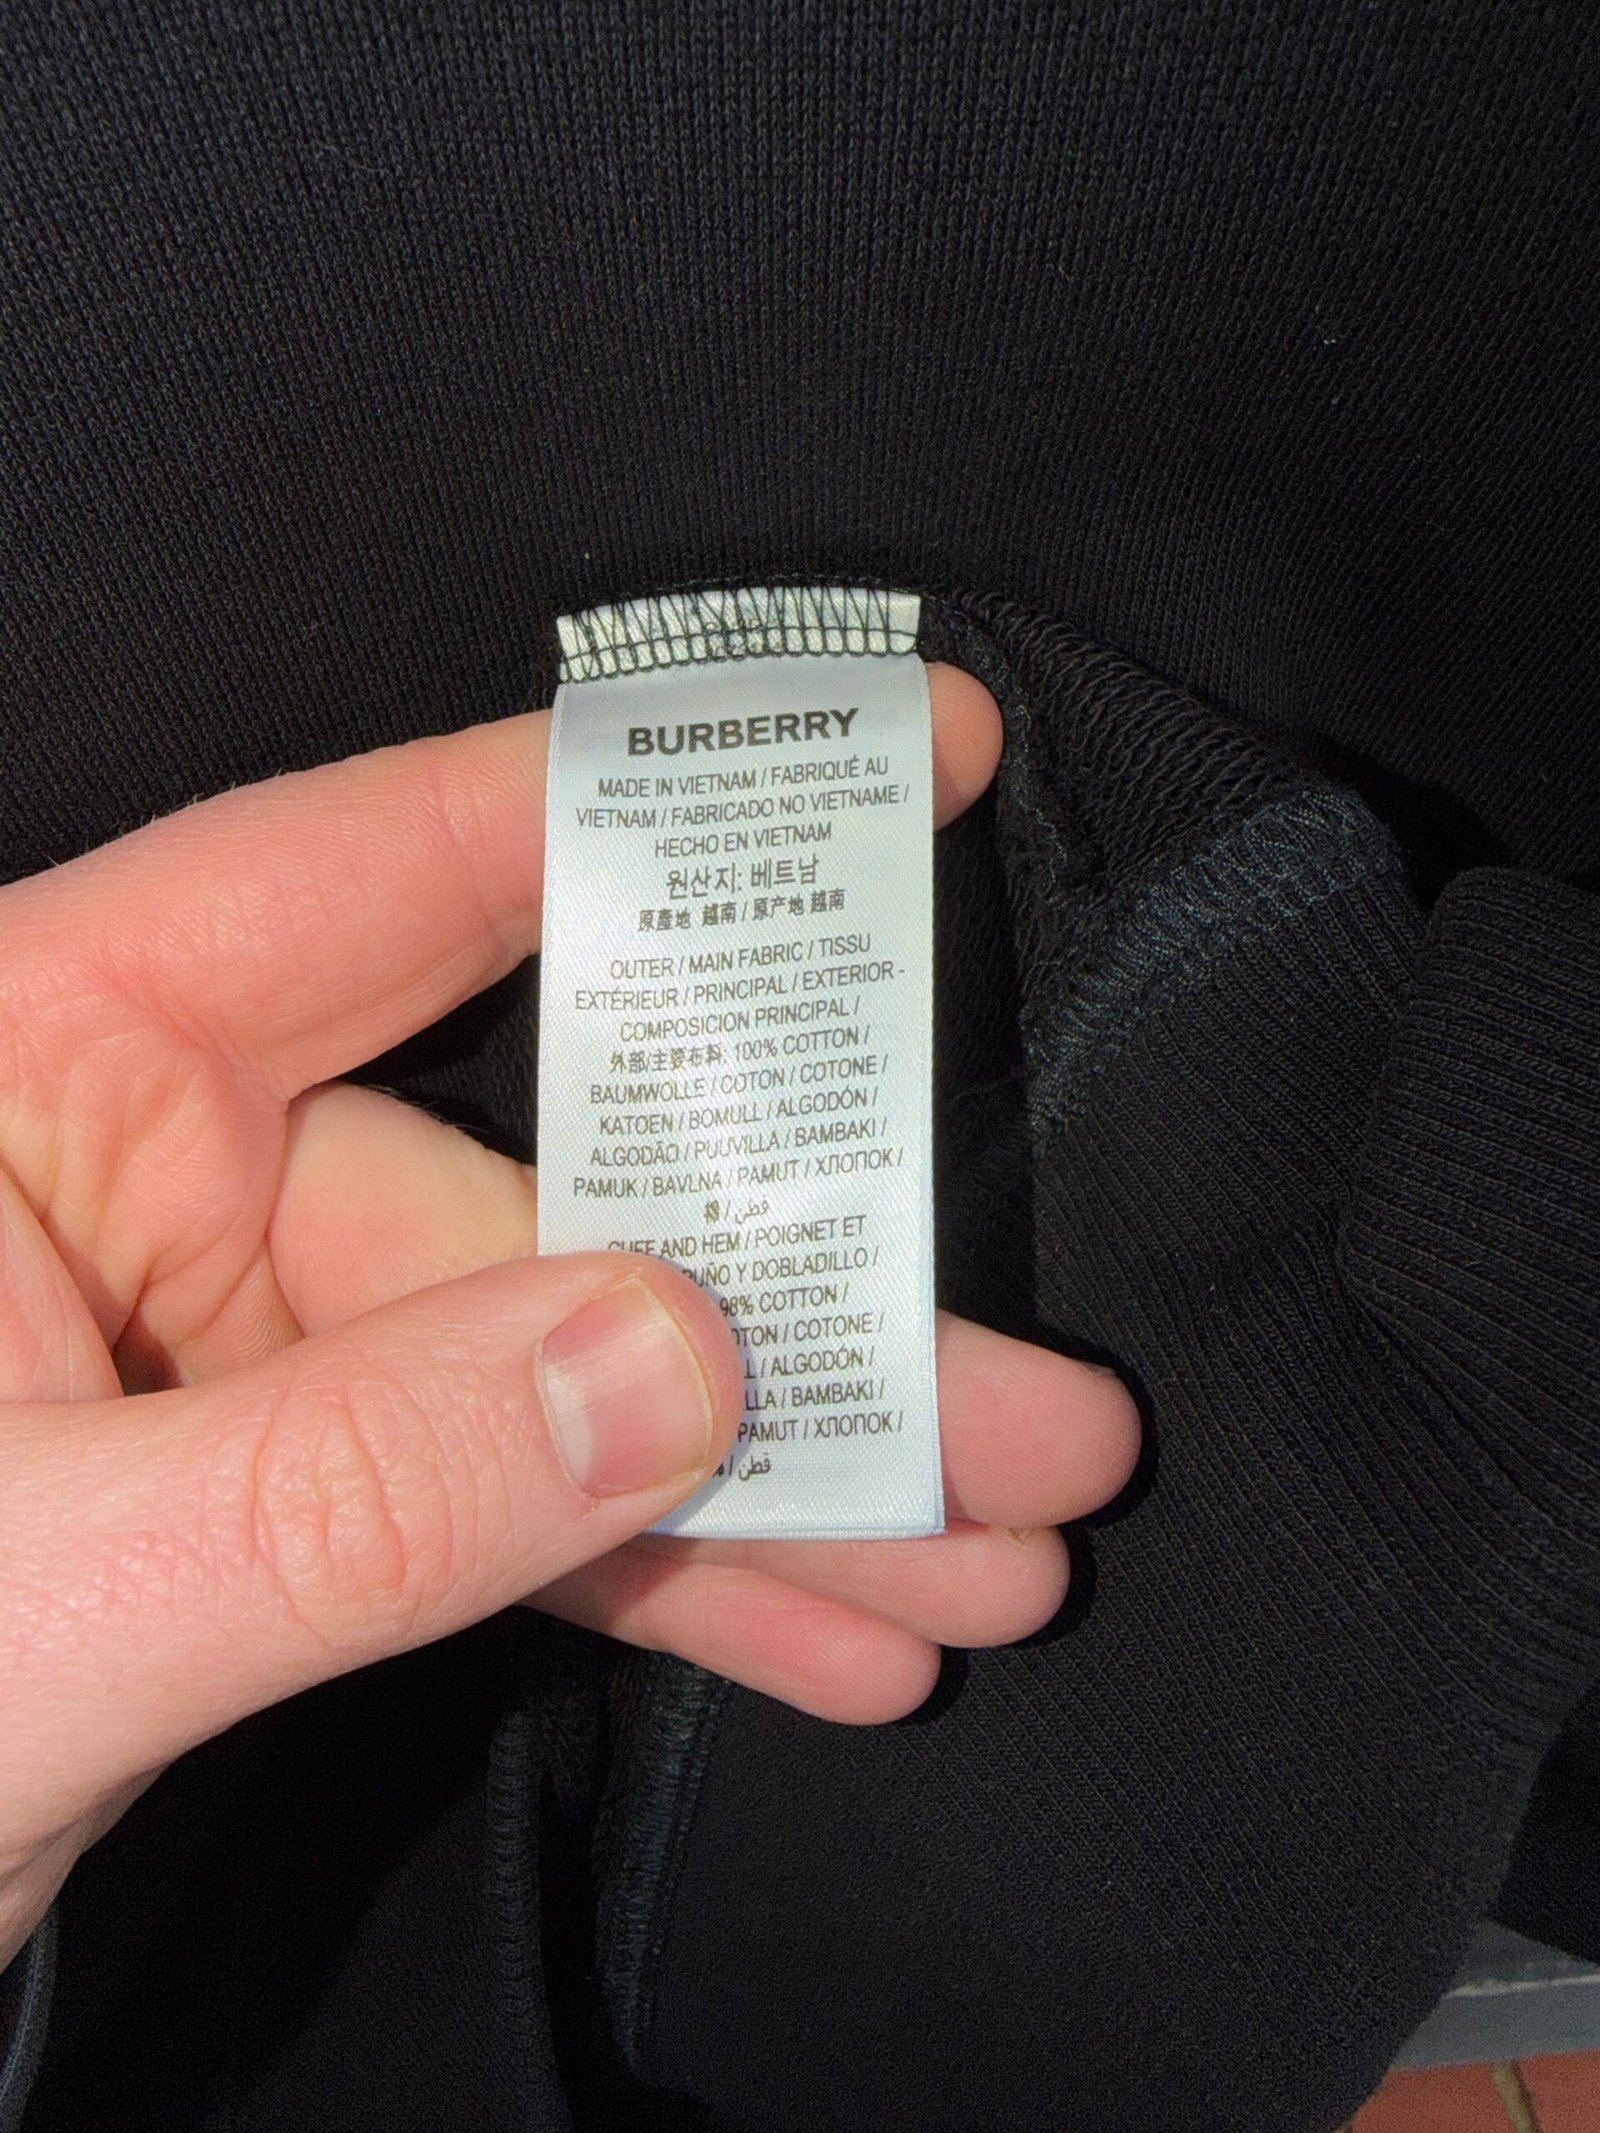 BURBERRY
MADE IN VIETNAM / FABRIQUÉ AU
VIETNAM / FABRICADO NO VIETNAME /
HECHO EN VIETNAM
원산지: 베트남
原產地 越南 / 原产地 越南
OUTER / MAIN FABRIC / TISSU
EXTÉRIEUR / PRINCIPAL / EXTERIOR -
COMPOSICION PRINCIPAL /
外部/主要布料: 100% COTTON /
BAUMWOLLE / COTON / COTONE /
KATOEN / BOMULL / ALGODÓN /
ALGODÃO / PUUVILLA / BAMBAKI /
PAMUK / BAVLNA / PAMUT / ХЛОПОК /
/ قطن
CUFF AND HEM / POIGNET ET
PUÑO Y DOBLADILLO /
98% COTTON /
/ COTONE /
/ ALGODÓN /
/ BAMBAKI /
PAMUT / ХЛОПОК /
/ قطن